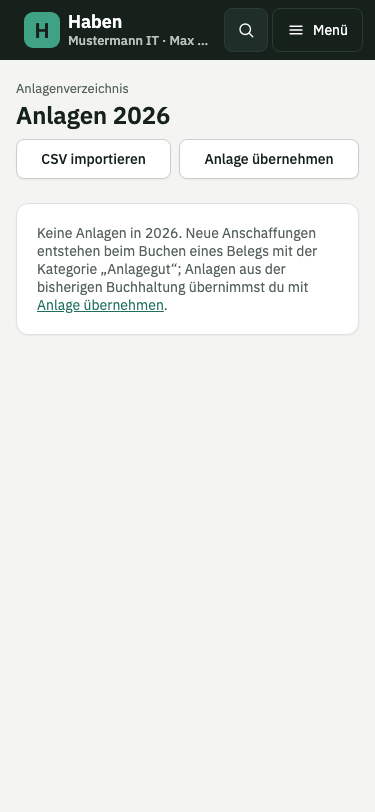 H
Haben
Mustermann IT · Max ...
Menü
Anlagenverzeichnis
Anlagen 2026
CSV importieren
Anlage übernehmen
Keine Anlagen in 2026. Neue Anschaffungen
entstehen beim Buchen eines Belegs mit der
Kategorie „Anlagegut“; Anlagen aus der
bisherigen Buchhaltung übernimmst du mit
Anlage übernehmen.